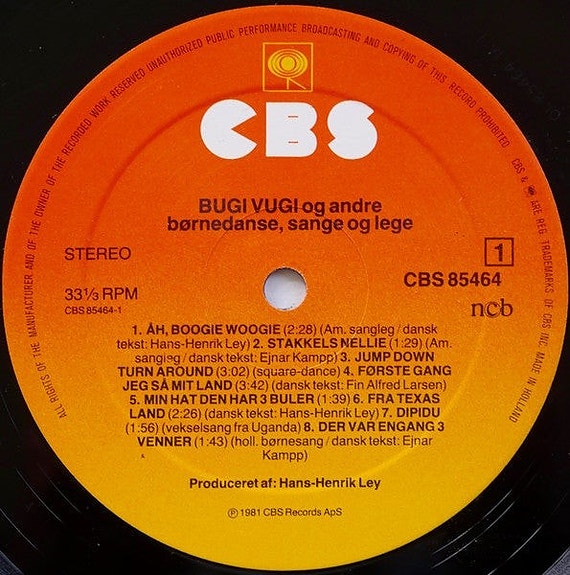 ALL RIGHTS OF THE MANUFACTURER AND OF THE OWNER OF THE RECORDED WORK RESERVED UNAUTHORIZED PUBLIC PERFORMANCE BROADCASTING AND COPYING OF THIS RECORD PROHIBITED
CBS & ARE REG. TRADEMARKS OF CBS INC. MADE IN HOLLAND
CBS
BUGI VUGI og andre
børnedanse, sange og lege
STEREO
1
CBS 85464
33⅓ RPM
CBS 85464-1
ncb
1. ÅH, BOOGIE WOOGIE (2:28) (Am. sangleg / dansk
tekst: Hans-Henrik Ley) 2. STAKKELS NELLIE (1:29) (Am.
sangleg / dansk tekst: Ejnar Kampp) 3. JUMP DOWN
TURN AROUND (3:02) (square-dance) 4. FØRSTE GANG
JEG SÅ MIT LAND (3:42) (dansk tekst: Fin Alfred Larsen)
5. MIN HAT DEN HAR 3 BULER (1:39) 6. FRA TEXAS
LAND (2:26) (dansk tekst: Hans-Henrik Ley) 7. DIPIDU
(1:56) (vekselsang fra Uganda) 8. DER VAR ENGANG 3
VENNER (1:43) (holl. børnesang / dansk tekst: Ejnar
Kampp)
Produceret af: Hans-Henrik Ley
℗ 1981 CBS Records ApS